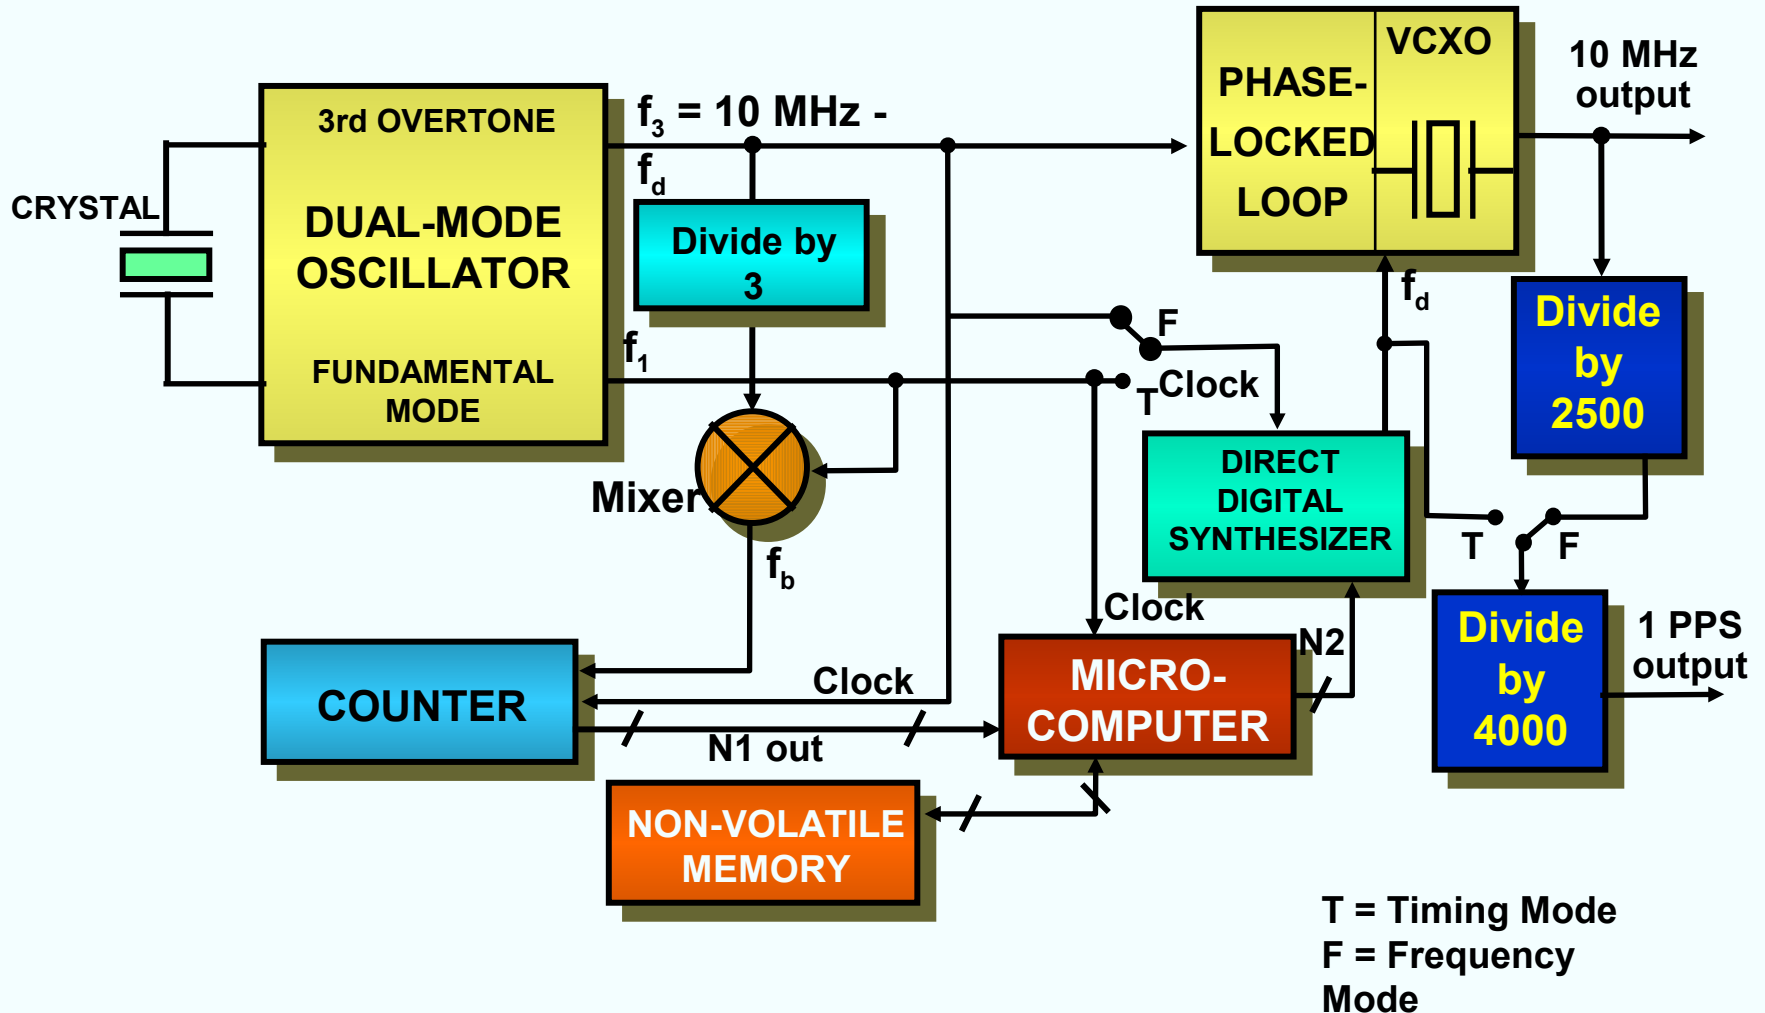 CRYSTAL
3rd OVERTONE
DUAL-MODE
OSCILLATOR
FUNDAMENTAL
MODE
f3 = 10 MHz -
fd
Divide by
3
f1
Mixer
fb
PHASE-
LOCKED
LOOP
VCXO
10 MHz
output
fd
F
T
Clock
DIRECT
DIGITAL
SYNTHESIZER
Divide
by
2500
T
F
Divide
by
4000
1 PPS
output
COUNTER
Clock
N1 out
Clock
MICRO-
COMPUTER
N2
NON-VOLATILE
MEMORY
T = Timing Mode
F = Frequency
Mode